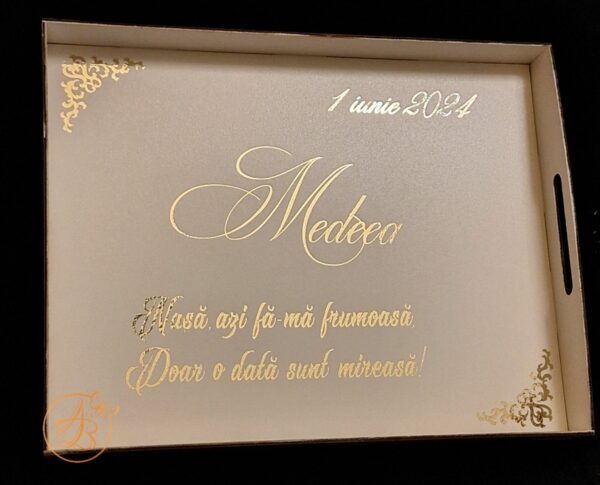 1 iunie 2024
Medeea
Nașă, azi fă-mă frumoasă,
Doar o dată sunt mireasă!